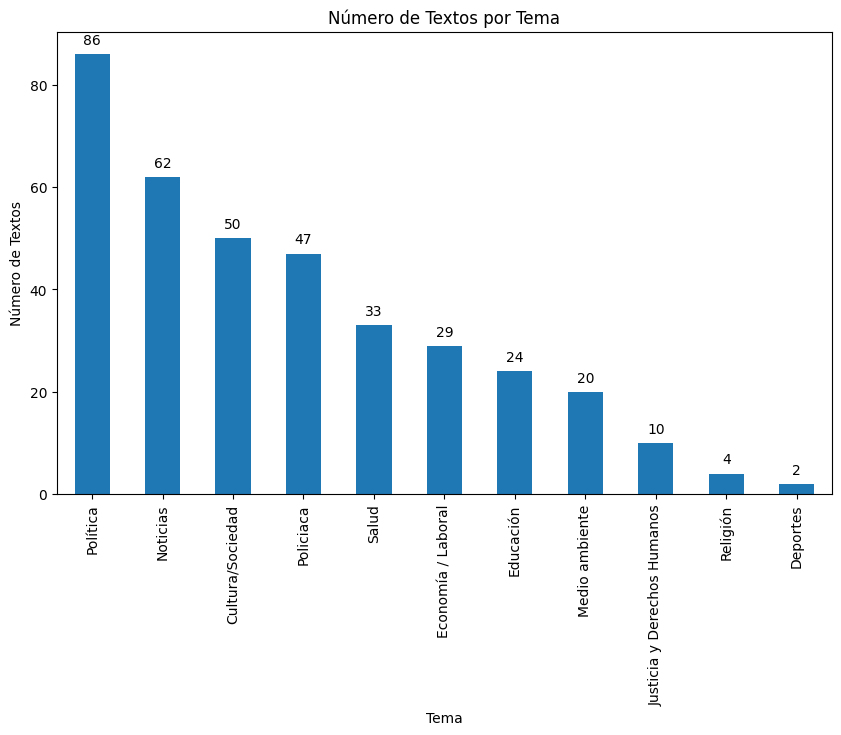 Número de Textos por Tema
86
62
50
47
33
29
24
20
10
4
2
80
60
40
20
0
Número de Textos
Política
Noticias
Cultura/Sociedad
Policiaca
Salud
Economía / Laboral
Educación
Medio ambiente
Justicia y Derechos Humanos
Religión
Deportes
Tema